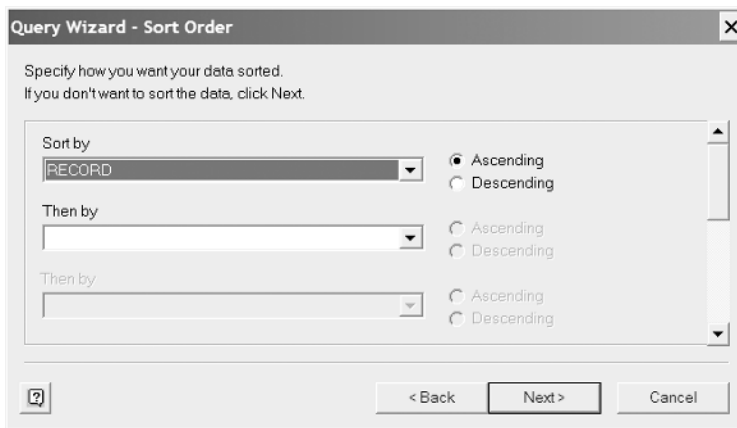 Query Wizard - Sort Order
Specify how you want your data sorted.
If you don't want to sort the data, click Next.
Sort by
RECORD
Ascending
Descending
Then by
Ascending
Descending
Then by
Ascending
Descending
?
< Back
Next >
Cancel